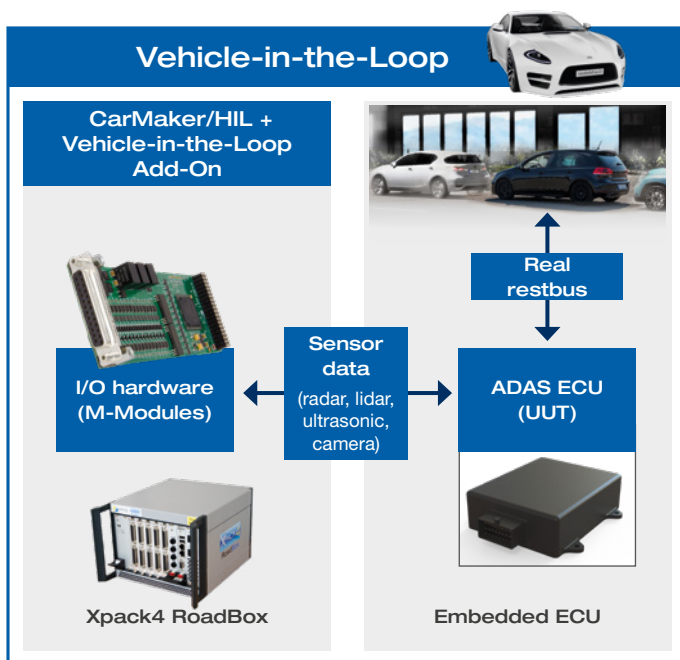 Vehicle-in-the-Loop
CarMaker/HIL +
Vehicle-in-the-Loop
Add-On
Real
restbus
Sensor
data
(radar, lidar,
ultrasonic,
camera)
I/O hardware
(M-Modules)
ADAS ECU
(UUT)
Xpack4 RoadBox
Embedded ECU